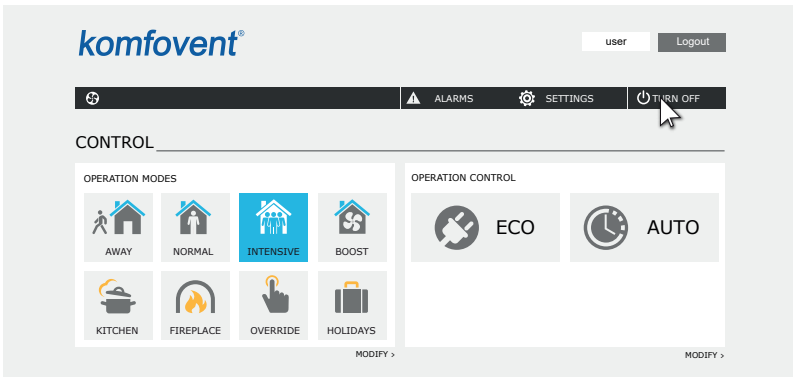 komfovent®
user
Logout
ALARMS
SETTINGS
TURN OFF
CONTROL
OPERATION MODES
AWAY
NORMAL
INTENSIVE
BOOST
KITCHEN
FIREPLACE
OVERRIDE
HOLIDAYS
MODIFY >
OPERATION CONTROL
ECO
AUTO
MODIFY >